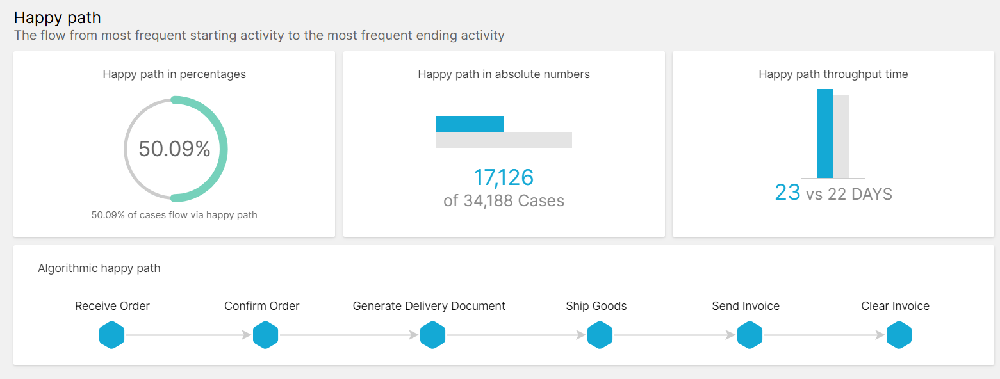 Happy path
The flow from most frequent starting activity to the most frequent ending activity
Happy path in percentages
50.09%
50.09% of cases flow via happy path
Happy path in absolute numbers
17,126
of 34,188 Cases
Happy path throughput time
23 vs 22 DAYS
Algorithmic happy path
Receive Order
Confirm Order
Generate Delivery Document
Ship Goods
Send Invoice
Clear Invoice